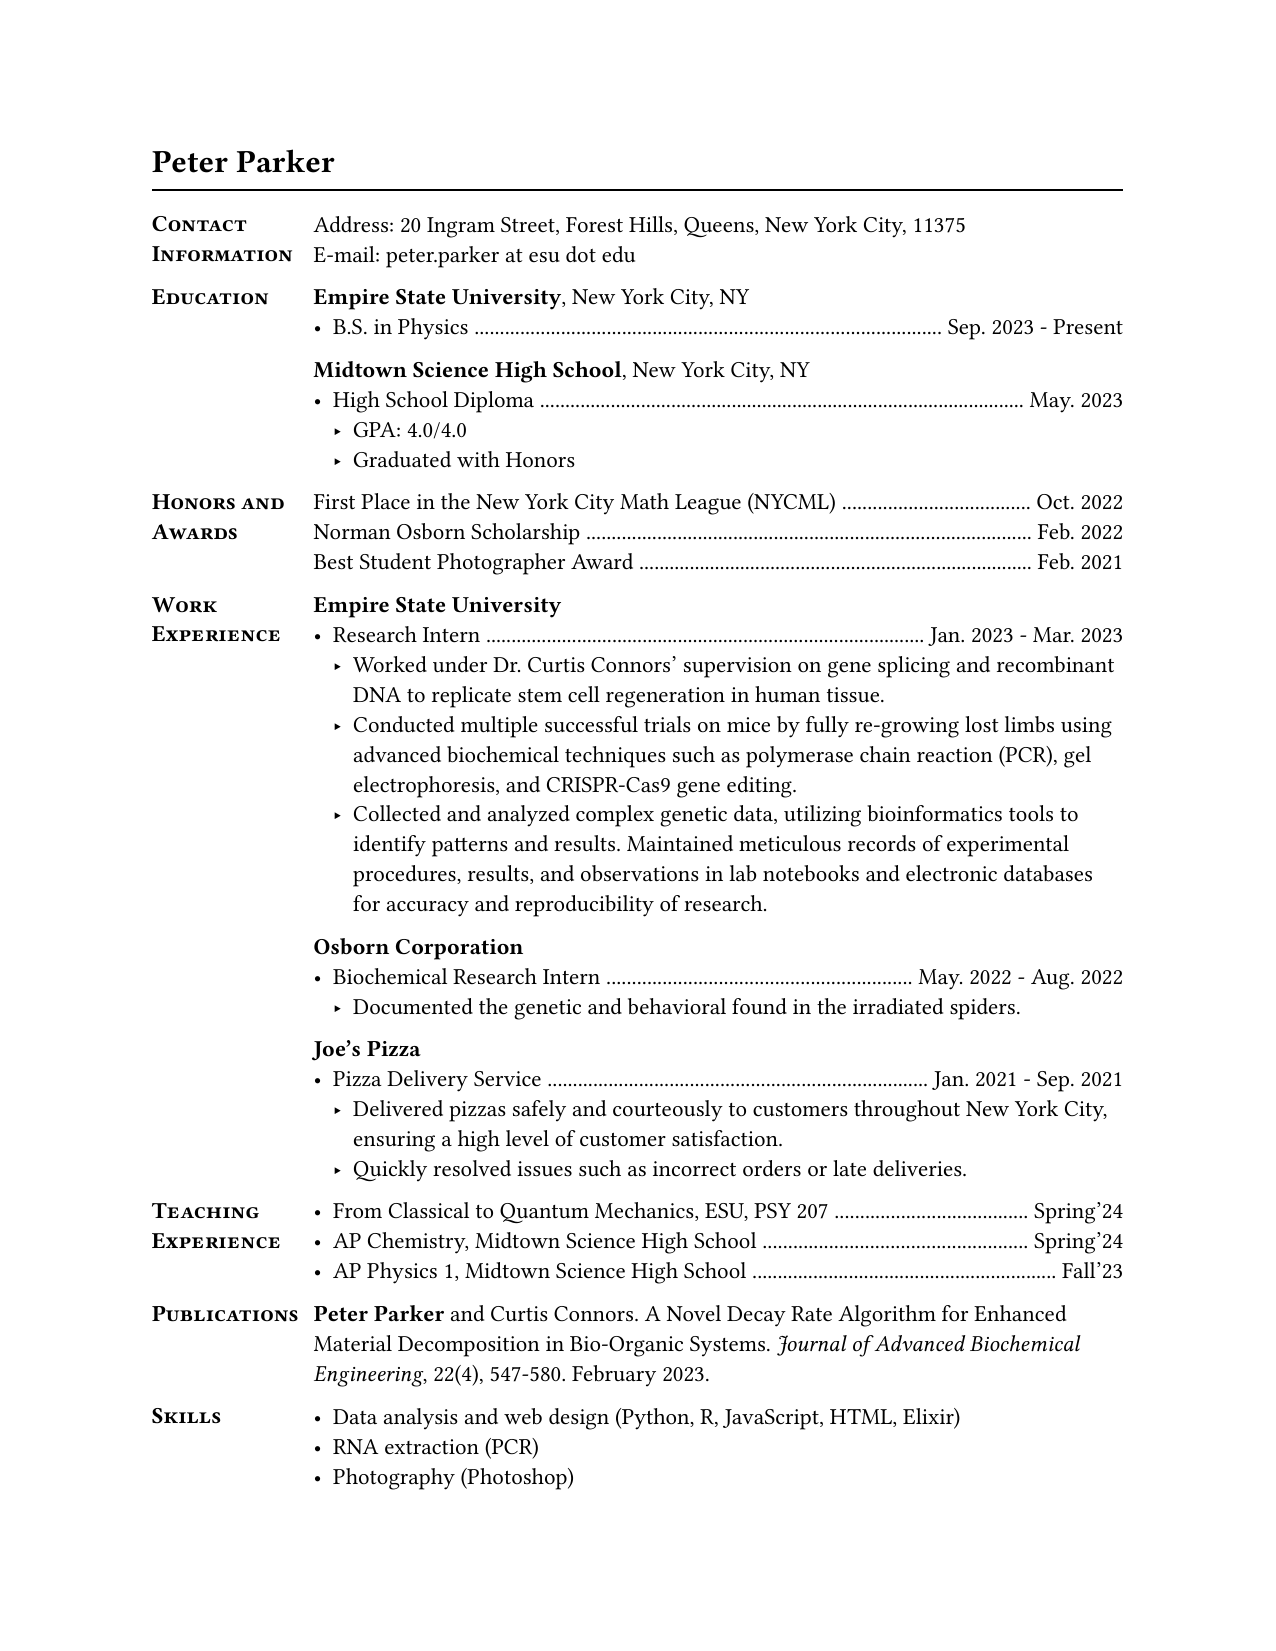 Peter Parker
Contact Information
Address: 20 Ingram Street, Forest Hills, Queens, New York City, 11375
E-mail: peter.parker at esu dot edu
Education
Empire State University, New York City, NY
• B.S. in Physics ........ Sep. 2023 - Present
Midtown Science High School, New York City, NY
• High School Diploma ........ May. 2023
‣ GPA: 4.0/4.0
‣ Graduated with Honors
Honors and Awards
First Place in the New York City Math League (NYCML) ........ Oct. 2022
Norman Osborn Scholarship ........ Feb. 2022
Best Student Photographer Award ........ Feb. 2021
Work Experience
Empire State University
• Research Intern ........ Jan. 2023 - Mar. 2023
‣ Worked under Dr. Curtis Connors’ supervision on gene splicing and recombinant
DNA to replicate stem cell regeneration in human tissue.
‣ Conducted multiple successful trials on mice by fully re-growing lost limbs using
advanced biochemical techniques such as polymerase chain reaction (PCR), gel
electrophoresis, and CRISPR-Cas9 gene editing.
‣ Collected and analyzed complex genetic data, utilizing bioinformatics tools to
identify patterns and results. Maintained meticulous records of experimental
procedures, results, and observations in lab notebooks and electronic databases
for accuracy and reproducibility of research.
Osborn Corporation
• Biochemical Research Intern ........ May. 2022 - Aug. 2022
‣ Documented the genetic and behavioral found in the irradiated spiders.
Joe’s Pizza
• Pizza Delivery Service ........ Jan. 2021 - Sep. 2021
‣ Delivered pizzas safely and courteously to customers throughout New York City,
ensuring a high level of customer satisfaction.
‣ Quickly resolved issues such as incorrect orders or late deliveries.
Teaching Experience
• From Classical to Quantum Mechanics, ESU, PSY 207 ........ Spring’24
• AP Chemistry, Midtown Science High School ........ Spring’24
• AP Physics 1, Midtown Science High School ........ Fall’23
Publications
Peter Parker and Curtis Connors. A Novel Decay Rate Algorithm for Enhanced
Material Decomposition in Bio-Organic Systems. Journal of Advanced Biochemical
Engineering, 22(4), 547-580. February 2023.
Skills
• Data analysis and web design (Python, R, JavaScript, HTML, Elixir)
• RNA extraction (PCR)
• Photography (Photoshop)